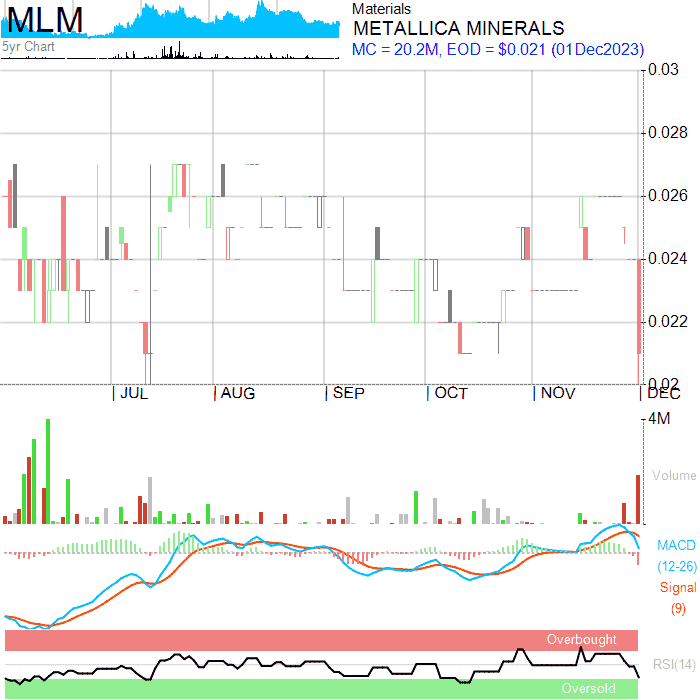 MLM
5yr Chart
Materials
METALLICA MINERALS
MC = 20.2M, EOD = $0.021 (01Dec2023)
0.03
0.028
0.026
0.024
0.022
0.02
JUL AUG SEP OCT NOV DEC
4M
Volume
MACD
(12-26)
Signal
(9)
Overbought
RSI(14)
Oversold